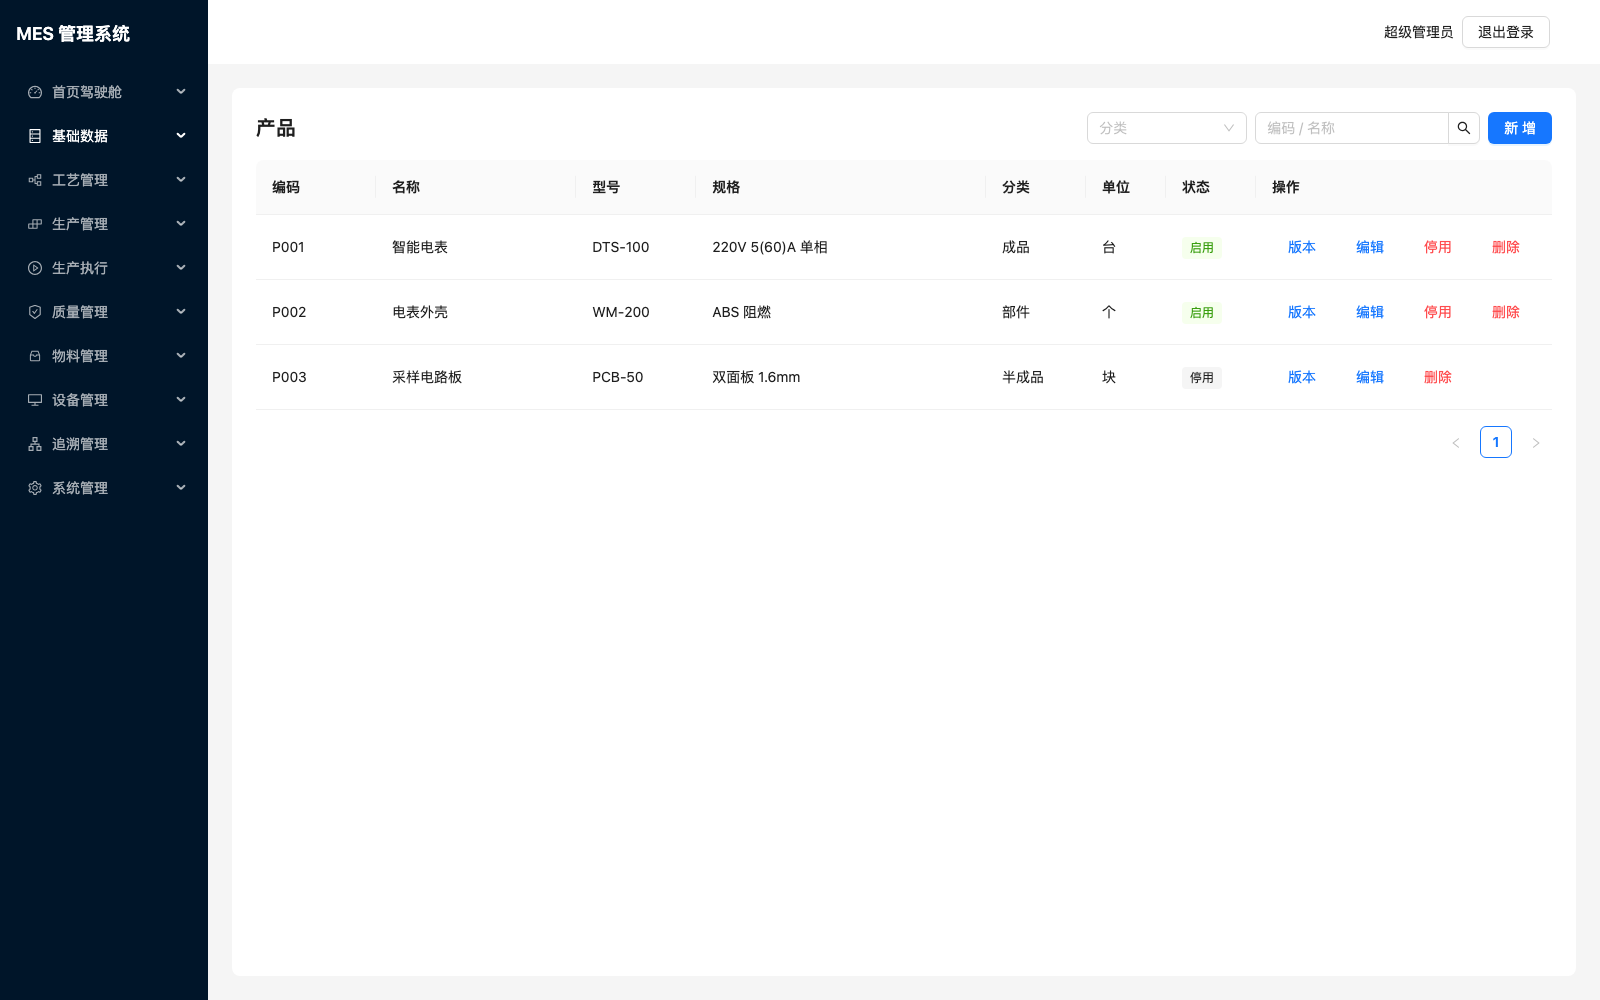 MES 管理系统
首页驾驶舱
基础数据
工艺管理
生产管理
生产执行
质量管理
物料管理
设备管理
追溯管理
系统管理
超级管理员 退出登录
产品 分类 编码 / 名称 新 增
编码 名称 型号 规格 分类 单位 状态 操作
P001 智能电表 DTS-100 220V 5(60)A 单相 成品 台 启用 版本 编辑 停用 删除
P002 电表外壳 WM-200 ABS 阻燃 部件 个 启用 版本 编辑 停用 删除
P003 采样电路板 PCB-50 双面板 1.6mm 半成品 块 停用 版本 编辑 删除
1